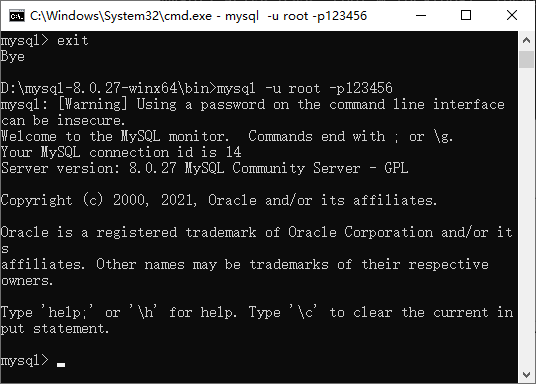 C:\Windows\System32\cmd.exe - mysql  -u root -p123456
mysql> exit
Bye
D:\mysql-8.0.27-winx64\bin>mysql -u root -p123456
mysql: [Warning] Using a password on the command line interface
can be insecure.
Welcome to the MySQL monitor.  Commands end with ; or \g.
Your MySQL connection id is 14
Server version: 8.0.27 MySQL Community Server - GPL
Copyright (c) 2000, 2021, Oracle and/or its affiliates.
Oracle is a registered trademark of Oracle Corporation and/or it
s
affiliates. Other names may be trademarks of their respective
owners.
Type 'help;' or '\h' for help. Type '\c' to clear the current in
put statement.
mysql>